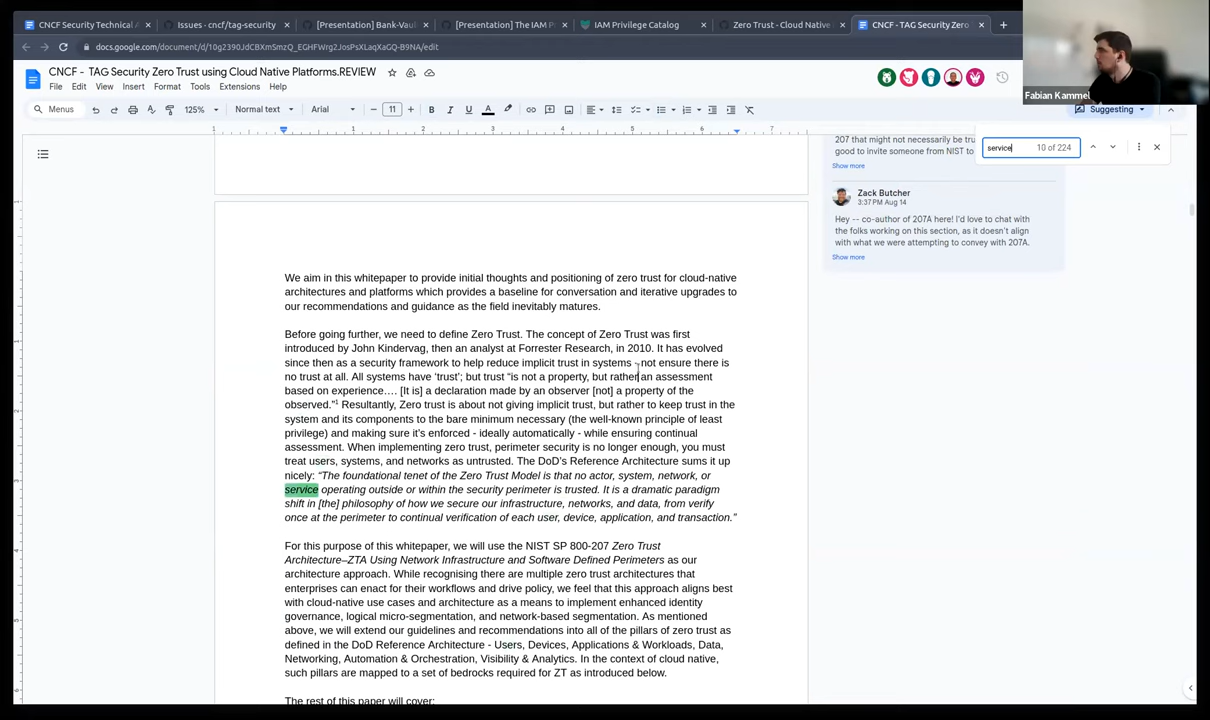 CNCF Security Technical A
Issues · cncf/tag-security
[Presentation] Bank-Vaul
[Presentation] The IAM P
IAM Privilege Catalog
Zero Trust - Cloud Native
CNCF - TAG Security Zero
docs.google.com/document/d/10g2390JdCBXmSmzQ_EGHFWrg2JosPsXLaqXaGQ-B9NA/edit
CNCF - TAG Security Zero Trust using Cloud Native Platforms.REVIEW
File Edit View Insert Format Tools Extensions Help
Fabian Kammel
Menus
125%
Normal text
Arial
11
Suggesting
1 1 2 3 4 5 6 7
service 10 of 224
207 that might not necessarily be tru
good to invite someone from NIST to
Show more
Zack Butcher
3:37 PM Aug 14
Hey -- co-author of 207A here! I'd love to chat with
the folks working on this section, as it doesn't align
with what we were attempting to convey with 207A.
Show more
We aim in this whitepaper to provide initial thoughts and positioning of zero trust for cloud-native
architectures and platforms which provides a baseline for conversation and iterative upgrades to
our recommendations and guidance as the field inevitably matures.
Before going further, we need to define Zero Trust. The concept of Zero Trust was first
introduced by John Kindervag, then an analyst at Forrester Research, in 2010. It has evolved
since then as a security framework to help reduce implicit trust in systems - not ensure there is
no trust at all. All systems have ‘trust’; but trust “is not a property, but rather an assessment
based on experience.… [It is] a declaration made by an observer [not] a property of the
observed.”1 Resultantly, Zero trust is about not giving implicit trust, but rather to keep trust in the
system and its components to the bare minimum necessary (the well-known principle of least
privilege) and making sure it’s enforced - ideally automatically - while ensuring continual
assessment. When implementing zero trust, perimeter security is no longer enough, you must
treat users, systems, and networks as untrusted. The DoD’s Reference Architecture sums it up
nicely: “The foundational tenet of the Zero Trust Model is that no actor, system, network, or
service operating outside or within the security perimeter is trusted. It is a dramatic paradigm
shift in [the] philosophy of how we secure our infrastructure, networks, and data, from verify
once at the perimeter to continual verification of each user, device, application, and transaction.”
For this purpose of this whitepaper, we will use the NIST SP 800-207 Zero Trust
Architecture–ZTA Using Network Infrastructure and Software Defined Perimeters as our
architecture approach. While recognising there are multiple zero trust architectures that
enterprises can enact for their workflows and drive policy, we feel that this approach aligns best
with cloud-native use cases and architecture as a means to implement enhanced identity
governance, logical micro-segmentation, and network-based segmentation. As mentioned
above, we will extend our guidelines and recommendations into all of the pillars of zero trust as
defined in the DoD Reference Architecture - Users, Devices, Applications & Workloads, Data,
Networking, Automation & Orchestration, Visibility & Analytics. In the context of cloud native,
such pillars are mapped to a set of bedrocks required for ZT as introduced below.
The rest of this paper will cover: